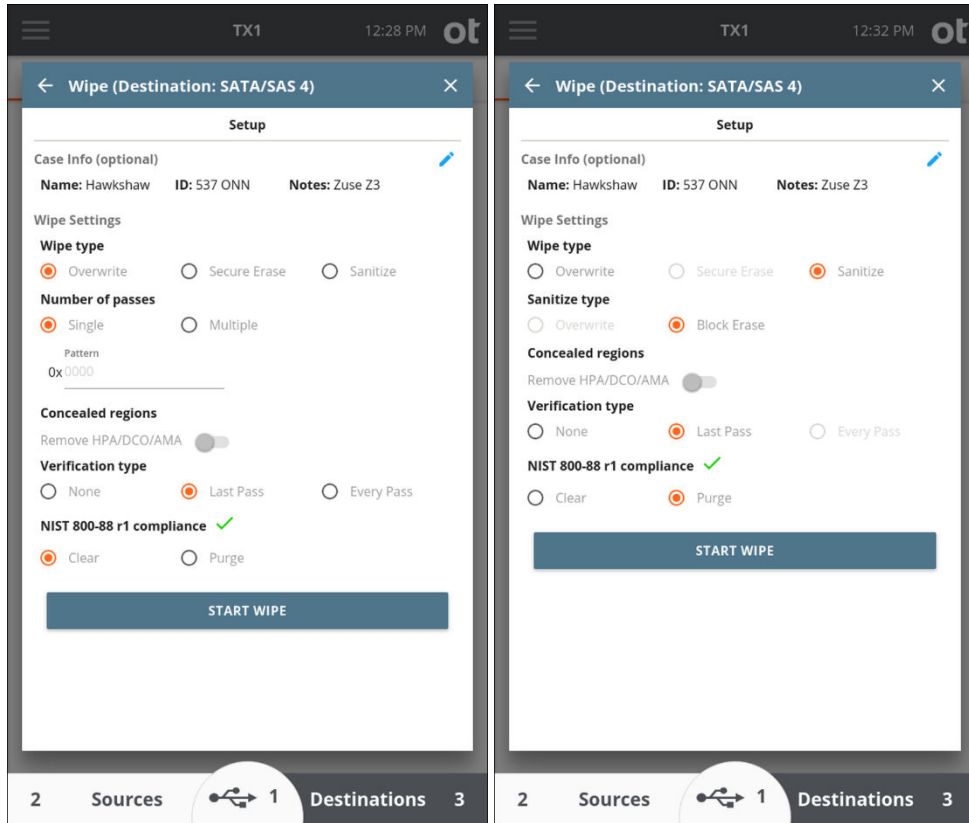 TX1 12:28 PM ot
Wipe (Destination: SATA/SAS 4)
Setup
Case Info (optional)
Name: Hawkshaw ID: 537 ONN Notes: Zuse Z3
Wipe Settings
Wipe type
Overwrite Secure Erase Sanitize
Number of passes
Single Multiple
Pattern
0x0000
Concealed regions
Remove HPA/DCO/AMA
Verification type
None Last Pass Every Pass
NIST 800-88 r1 compliance
Clear Purge
START WIPE
2 Sources 1 Destinations 3
TX1 12:32 PM ot
Wipe (Destination: SATA/SAS 4)
Setup
Case Info (optional)
Name: Hawkshaw ID: 537 ONN Notes: Zuse Z3
Wipe Settings
Wipe type
Overwrite Secure Erase Sanitize
Sanitize type
Overwrite Block Erase
Concealed regions
Remove HPA/DCO/AMA
Verification type
None Last Pass Every Pass
NIST 800-88 r1 compliance
Clear Purge
START WIPE
2 Sources 1 Destinations 3